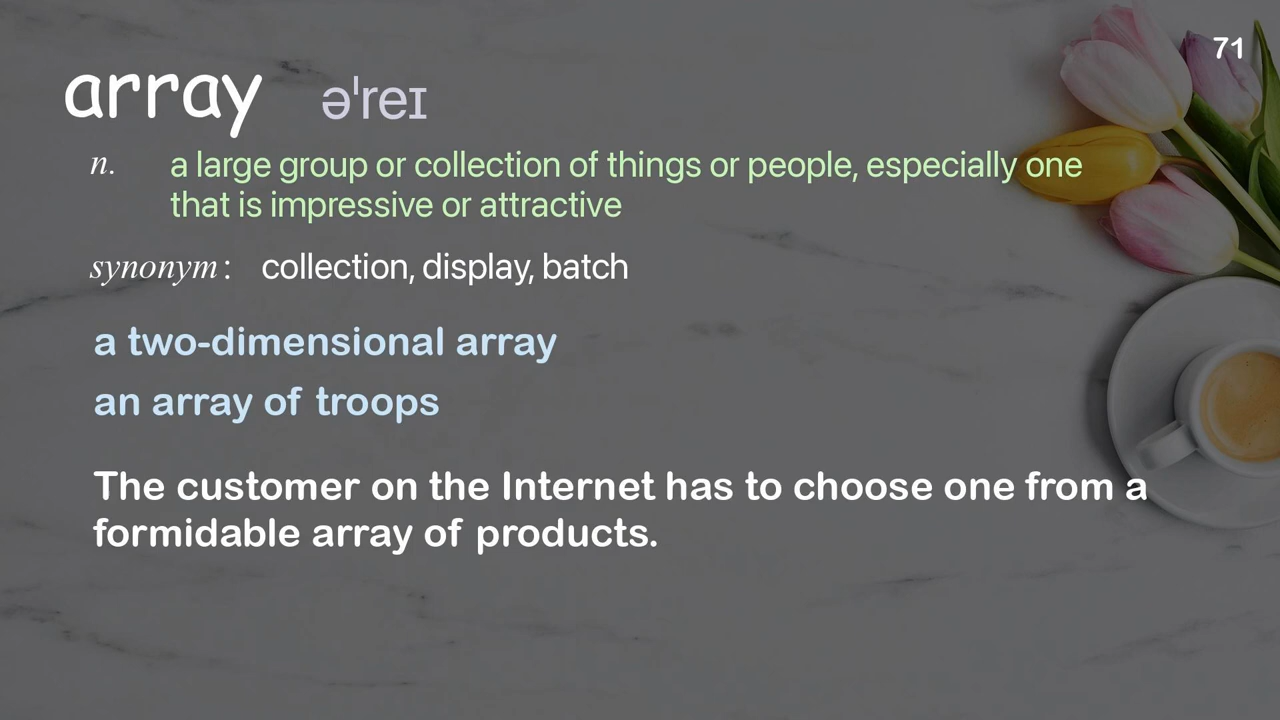 71
array əˈreɪ
n. a large group or collection of things or people, especially one
that is impressive or attractive
synonym: collection, display, batch
a two-dimensional array
an array of troops
The customer on the Internet has to choose one from a
formidable array of products.